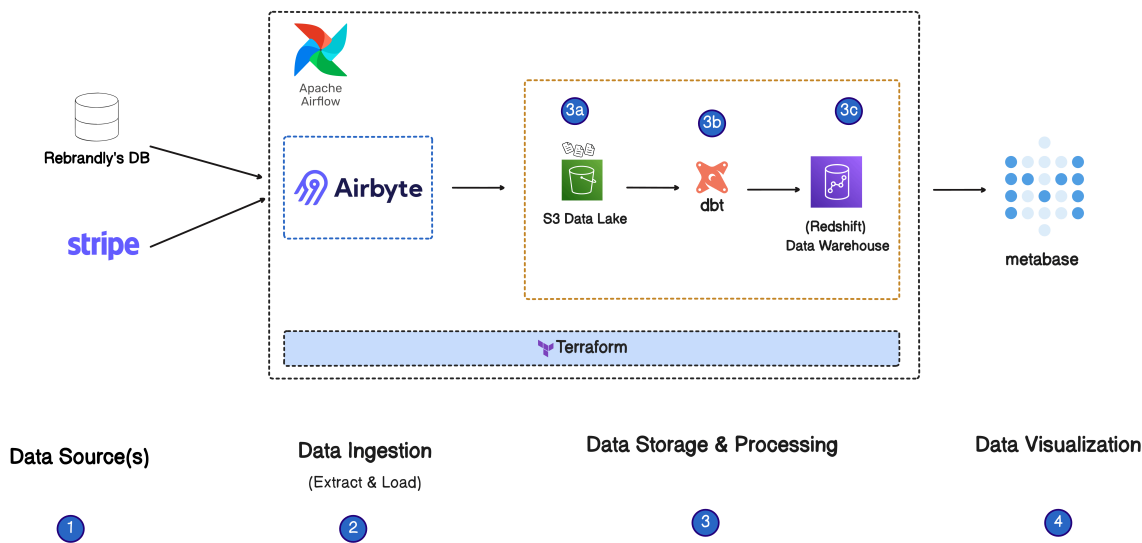 Apache
Airflow
Rebrandly's DB
stripe
Airbyte
3a
3b
3c
S3 Data Lake
dbt
(Redshift)
Data Warehouse
metabase
Terraform
Data Source(s)
Data Ingestion
(Extract & Load)
Data Storage & Processing
Data Visualization
1
2
3
4